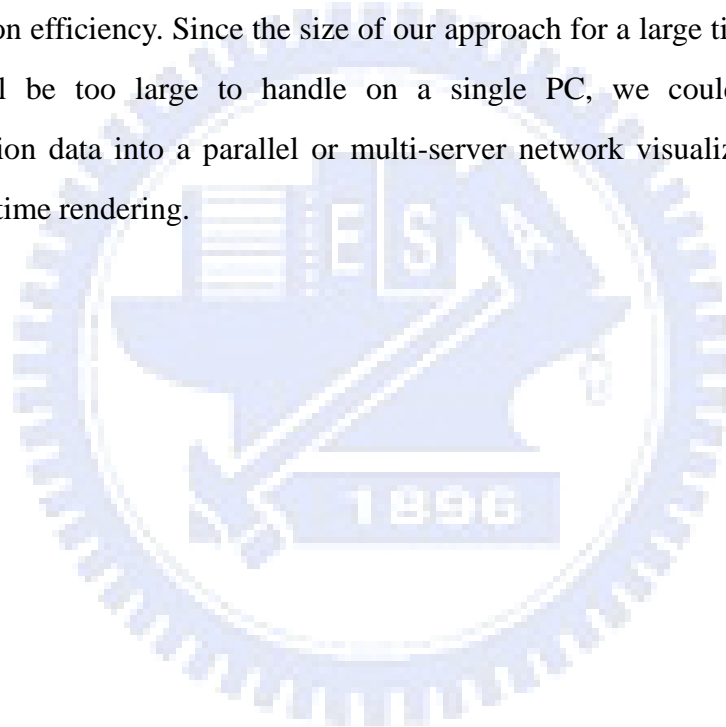 on efficiency. Since the size of our approach for a large ti
l be too large to handle on a single PC, we coul
ion data into a parallel or multi-server network visualiz
time rendering.
E S A
1896